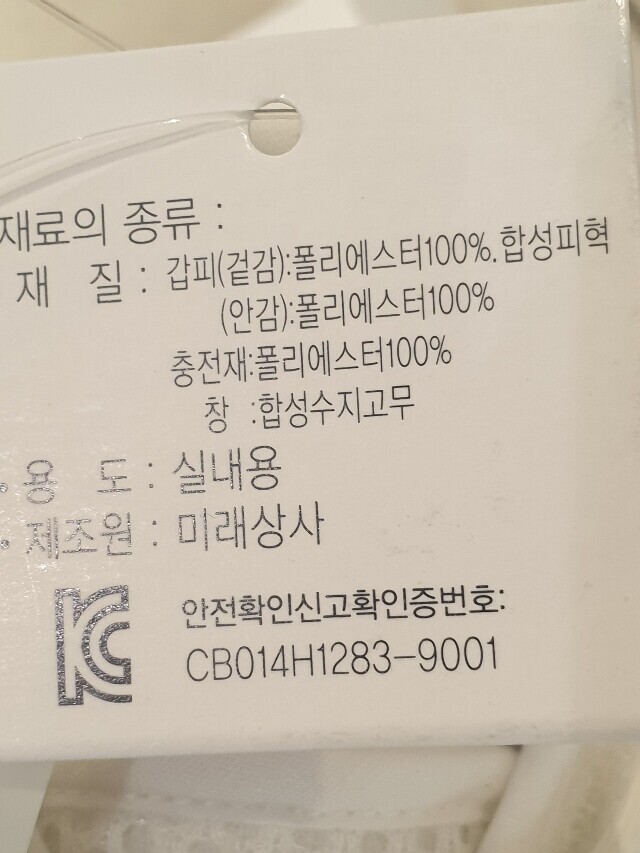 재료의 종류 :
재 질 : 갑피(겉감):폴리에스터100%.합성피혁
(안감):폴리에스터100%
충전재:폴리에스터100%
창 :합성수지고무
• 용 도 : 실내용
• 제조원 : 미래상사
KC 안전확인신고확인증번호:
CB014H1283-9001